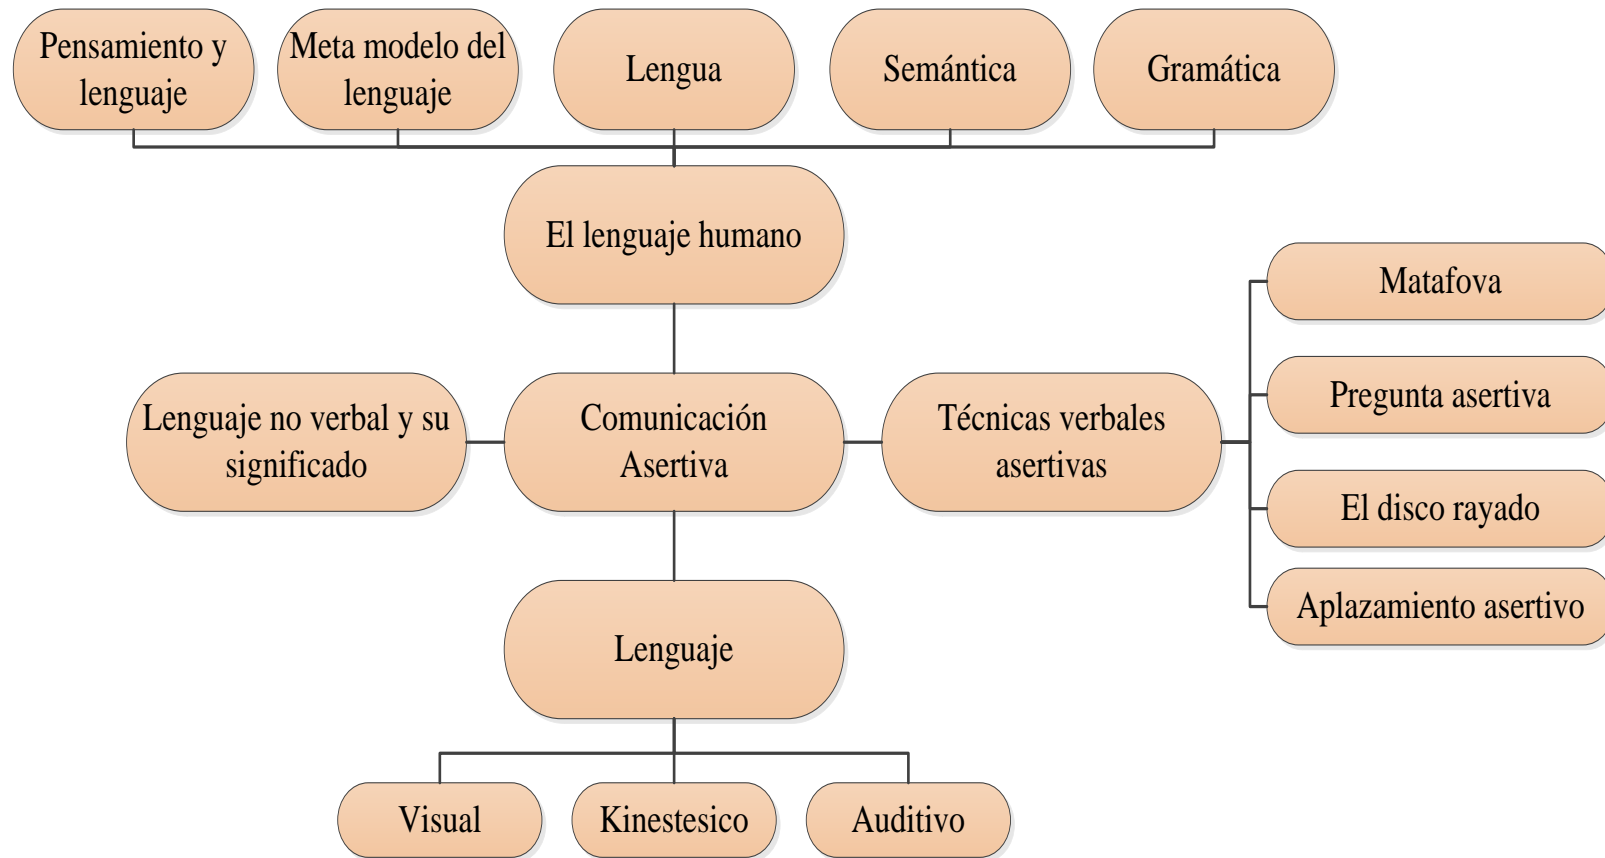 Pensamiento y
lenguaje
Meta modelo del
lenguaje
Lengua
Semántica
Gramática
El lenguaje humano
Matafova
Pregunta asertiva
Lenguaje no verbal y su
significado
Comunicación
Asertiva
Técnicas verbales
asertivas
El disco rayado
Aplazamiento asertivo
Lenguaje
Visual
Kinestesico
Auditivo